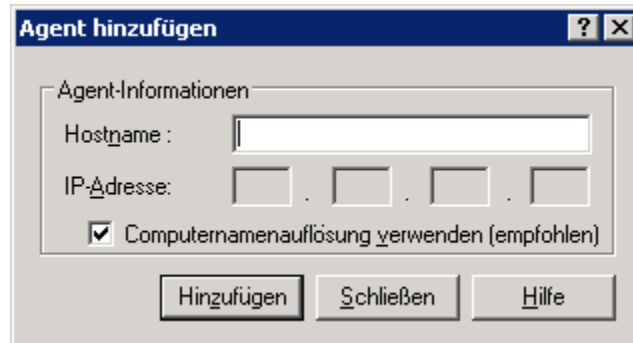 Agent hinzufügen
Agent-Informationen
Hostname :
IP-Adresse:
. . .
Computernamenauflösung verwenden (empfohlen)
Hinzufügen Schließen Hilfe